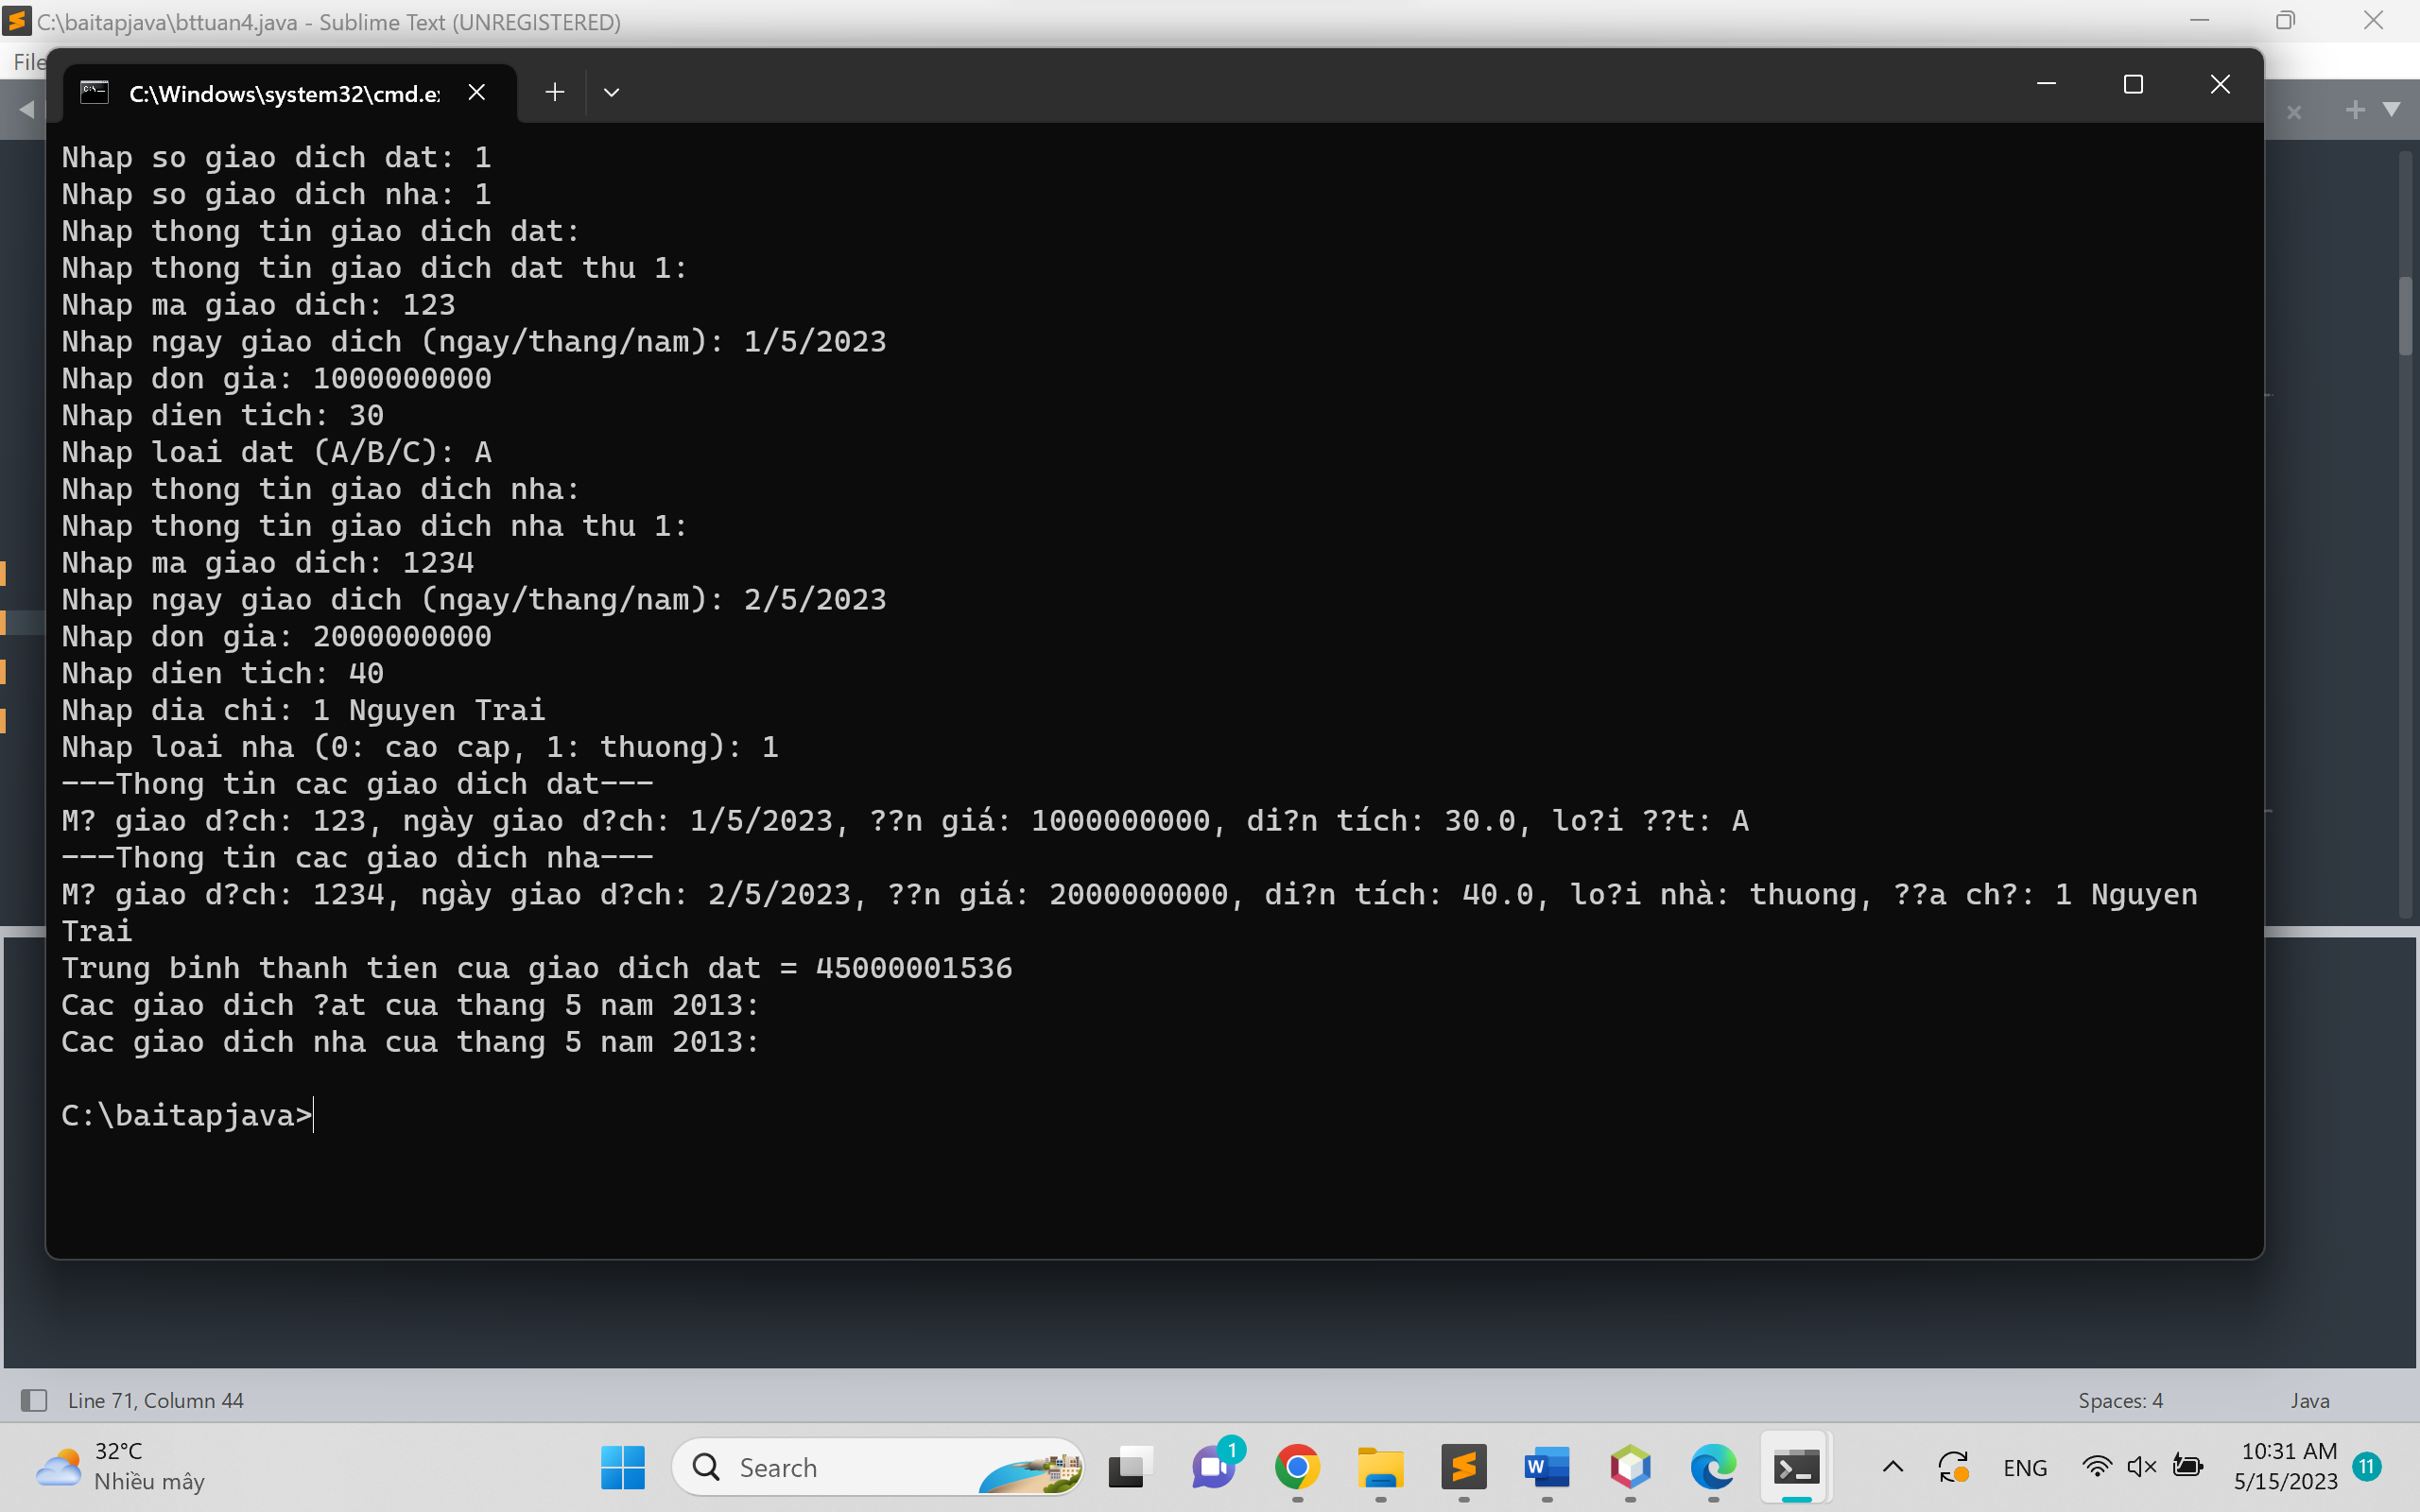 C:\baitapjava\bttuan4.java - Sublime Text (UNREGISTERED)
File
C:\Windows\system32\cmd.e
Nhap so giao dich dat: 1
Nhap so giao dich nha: 1
Nhap thong tin giao dich dat:
Nhap thong tin giao dich dat thu 1:
Nhap ma giao dich: 123
Nhap ngay giao dich (ngay/thang/nam): 1/5/2023
Nhap don gia: 1000000000
Nhap dien tich: 30
Nhap loai dat (A/B/C): A
Nhap thong tin giao dich nha:
Nhap thong tin giao dich nha thu 1:
Nhap ma giao dich: 1234
Nhap ngay giao dich (ngay/thang/nam): 2/5/2023
Nhap don gia: 2000000000
Nhap dien tich: 40
Nhap dia chi: 1 Nguyen Trai
Nhap loai nha (0: cao cap, 1: thuong): 1
---Thong tin cac giao dich dat---
M? giao d?ch: 123, ngày giao d?ch: 1/5/2023, ??n giá: 1000000000, di?n tích: 30.0, lo?i ??t: A
---Thong tin cac giao dich nha---
M? giao d?ch: 1234, ngày giao d?ch: 2/5/2023, ??n giá: 2000000000, di?n tích: 40.0, lo?i nhà: thuong, ??a ch?: 1 Nguyen
Trai
Trung binh thanh tien cua giao dich dat = 45000001536
Cac giao dich ?at cua thang 5 nam 2013:
Cac giao dich nha cua thang 5 nam 2013:
C:\baitapjava>
Line 71, Column 44
Spaces: 4
Java
32°C
Nhiều mây
Search
1
ENG
10:31 AM
5/15/2023
11